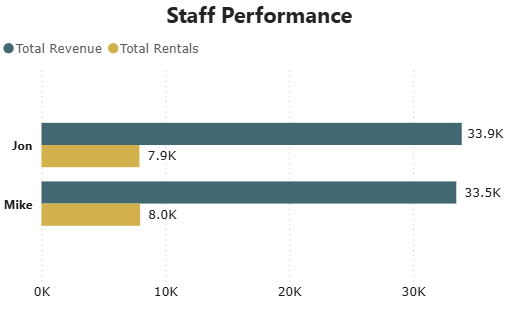 Staff Performance
Total Revenue Total Rentals
Jon 33.9K
7.9K
Mike 33.5K
8.0K
0K 10K 20K 30K